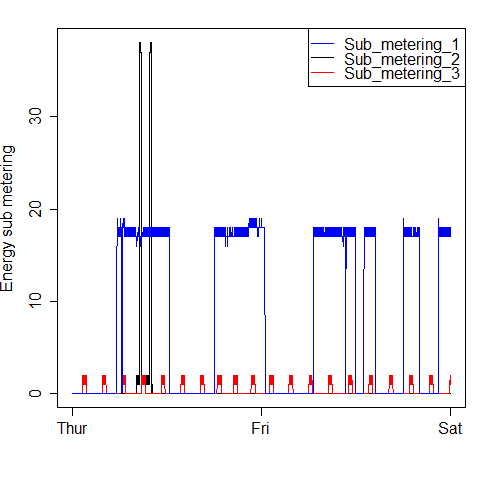 Sub_metering_1
Sub_metering_2
Sub_metering_3
Energy sub metering
30
20
10
0
Thur Fri Sat